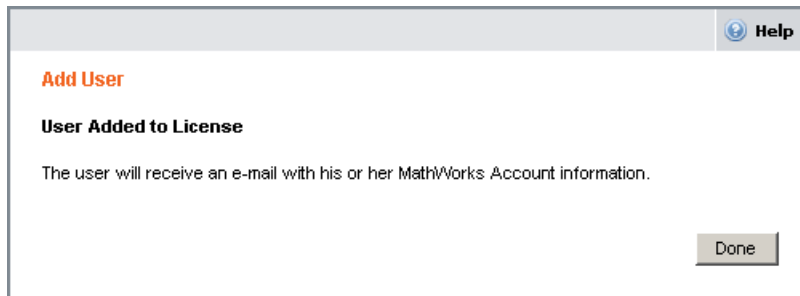 Help
Add User
User Added to License
The user will receive an e-mail with his or her MathWorks Account information.
Done